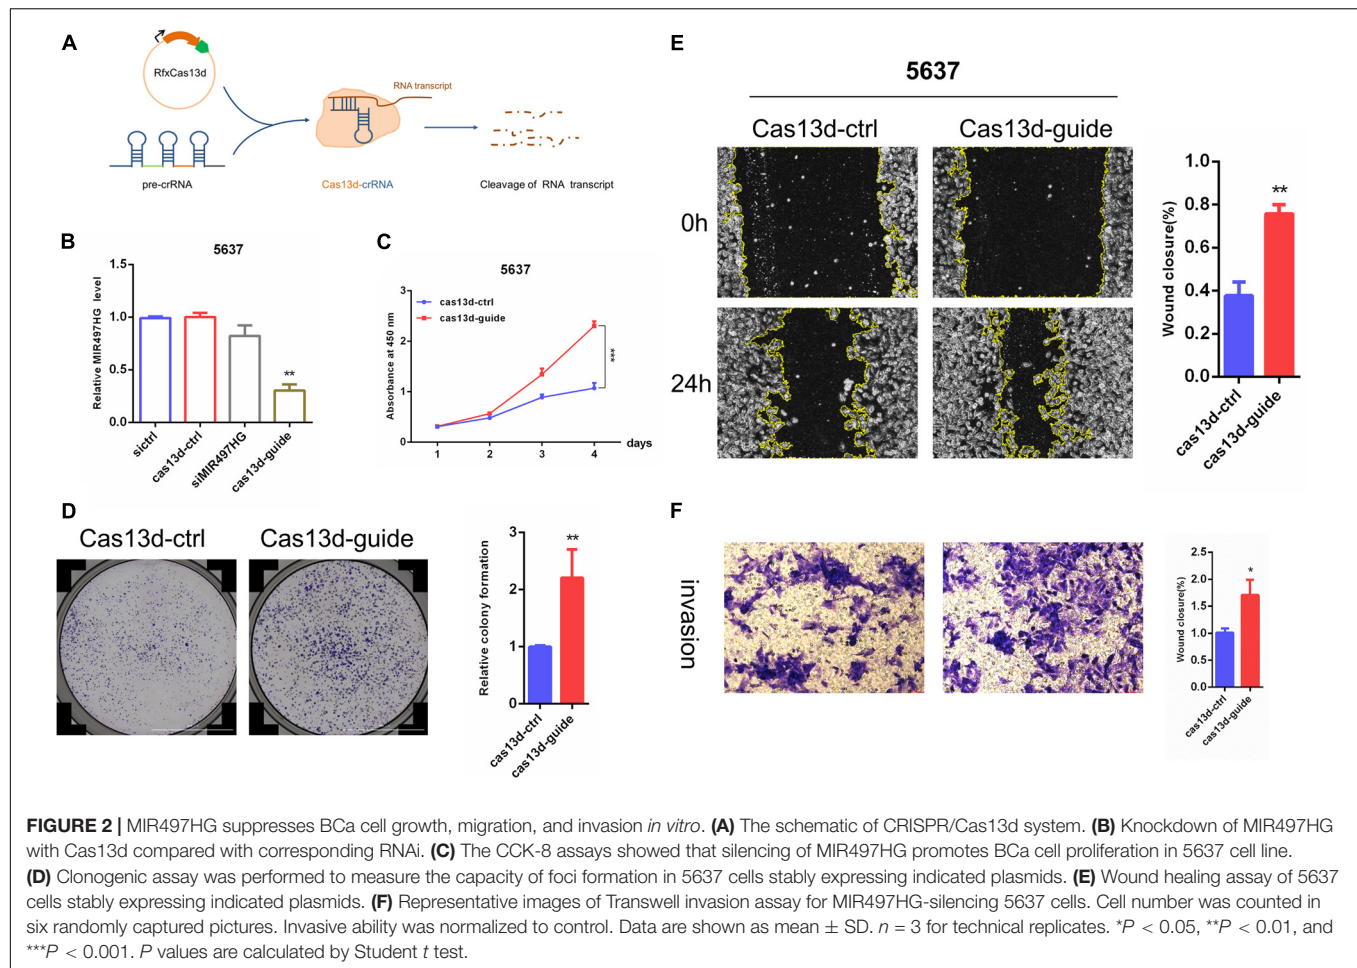 A
RfxCas13d
pre-crRNA
RNA transcript
Cas13d-crRNA
Cleavage of RNA transcript
B
5637
Relative MIR497HG level
1.5
1.0
0.5
0.0
sictrl
cas13d-ctrl
siMIR497HG
cas13d-guide
**
C
5637
cas13d-ctrl
cas13d-guide
Absorbance at 450 nm
3
2
1
0
1 2 3 4 days
***
D
Cas13d-ctrl Cas13d-guide
Relative colony formation
3
2
1
0
**
cas13d-ctrl
cas13d-guide
E
5637
Cas13d-ctrl Cas13d-guide
0h
24h
Wound closure(%)
1.0
0.8
0.6
0.4
0.2
0.0
**
cas13d-ctrl
cas13d-guide
F
invasion
Wound closure(%)
2.5
2.0
1.5
1.0
0.5
0.0
*
cas13d-ctrl
cas13d-guide
FIGURE 2 | MIR497HG suppresses BCa cell growth, migration, and invasion in vitro. (A) The schematic of CRISPR/Cas13d system. (B) Knockdown of MIR497HG
with Cas13d compared with corresponding RNAi. (C) The CCK-8 assays showed that silencing of MIR497HG promotes BCa cell proliferation in 5637 cell line.
(D) Clonogenic assay was performed to measure the capacity of foci formation in 5637 cells stably expressing indicated plasmids. (E) Wound healing assay of 5637
cells stably expressing indicated plasmids. (F) Representative images of Transwell invasion assay for MIR497HG-silencing 5637 cells. Cell number was counted in
six randomly captured pictures. Invasive ability was normalized to control. Data are shown as mean ± SD. n = 3 for technical replicates. *P < 0.05, **P < 0.01, and
***P < 0.001. P values are calculated by Student t test.